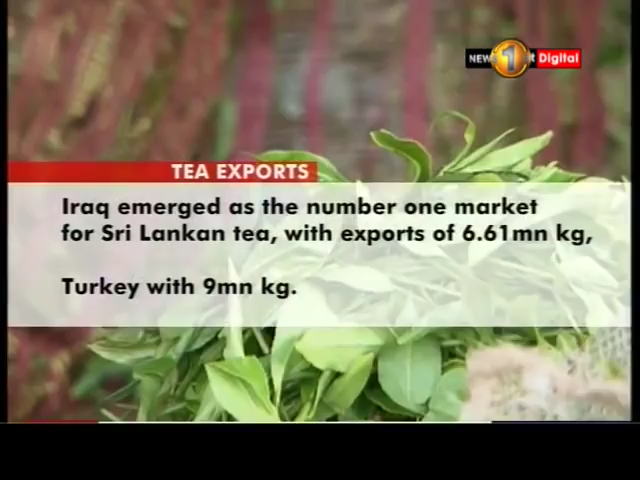 NEW 1st Digital
TEA EXPORTS
Iraq emerged as the number one market
for Sri Lankan tea, with exports of 6.61mn kg,
Turkey with 9mn kg.